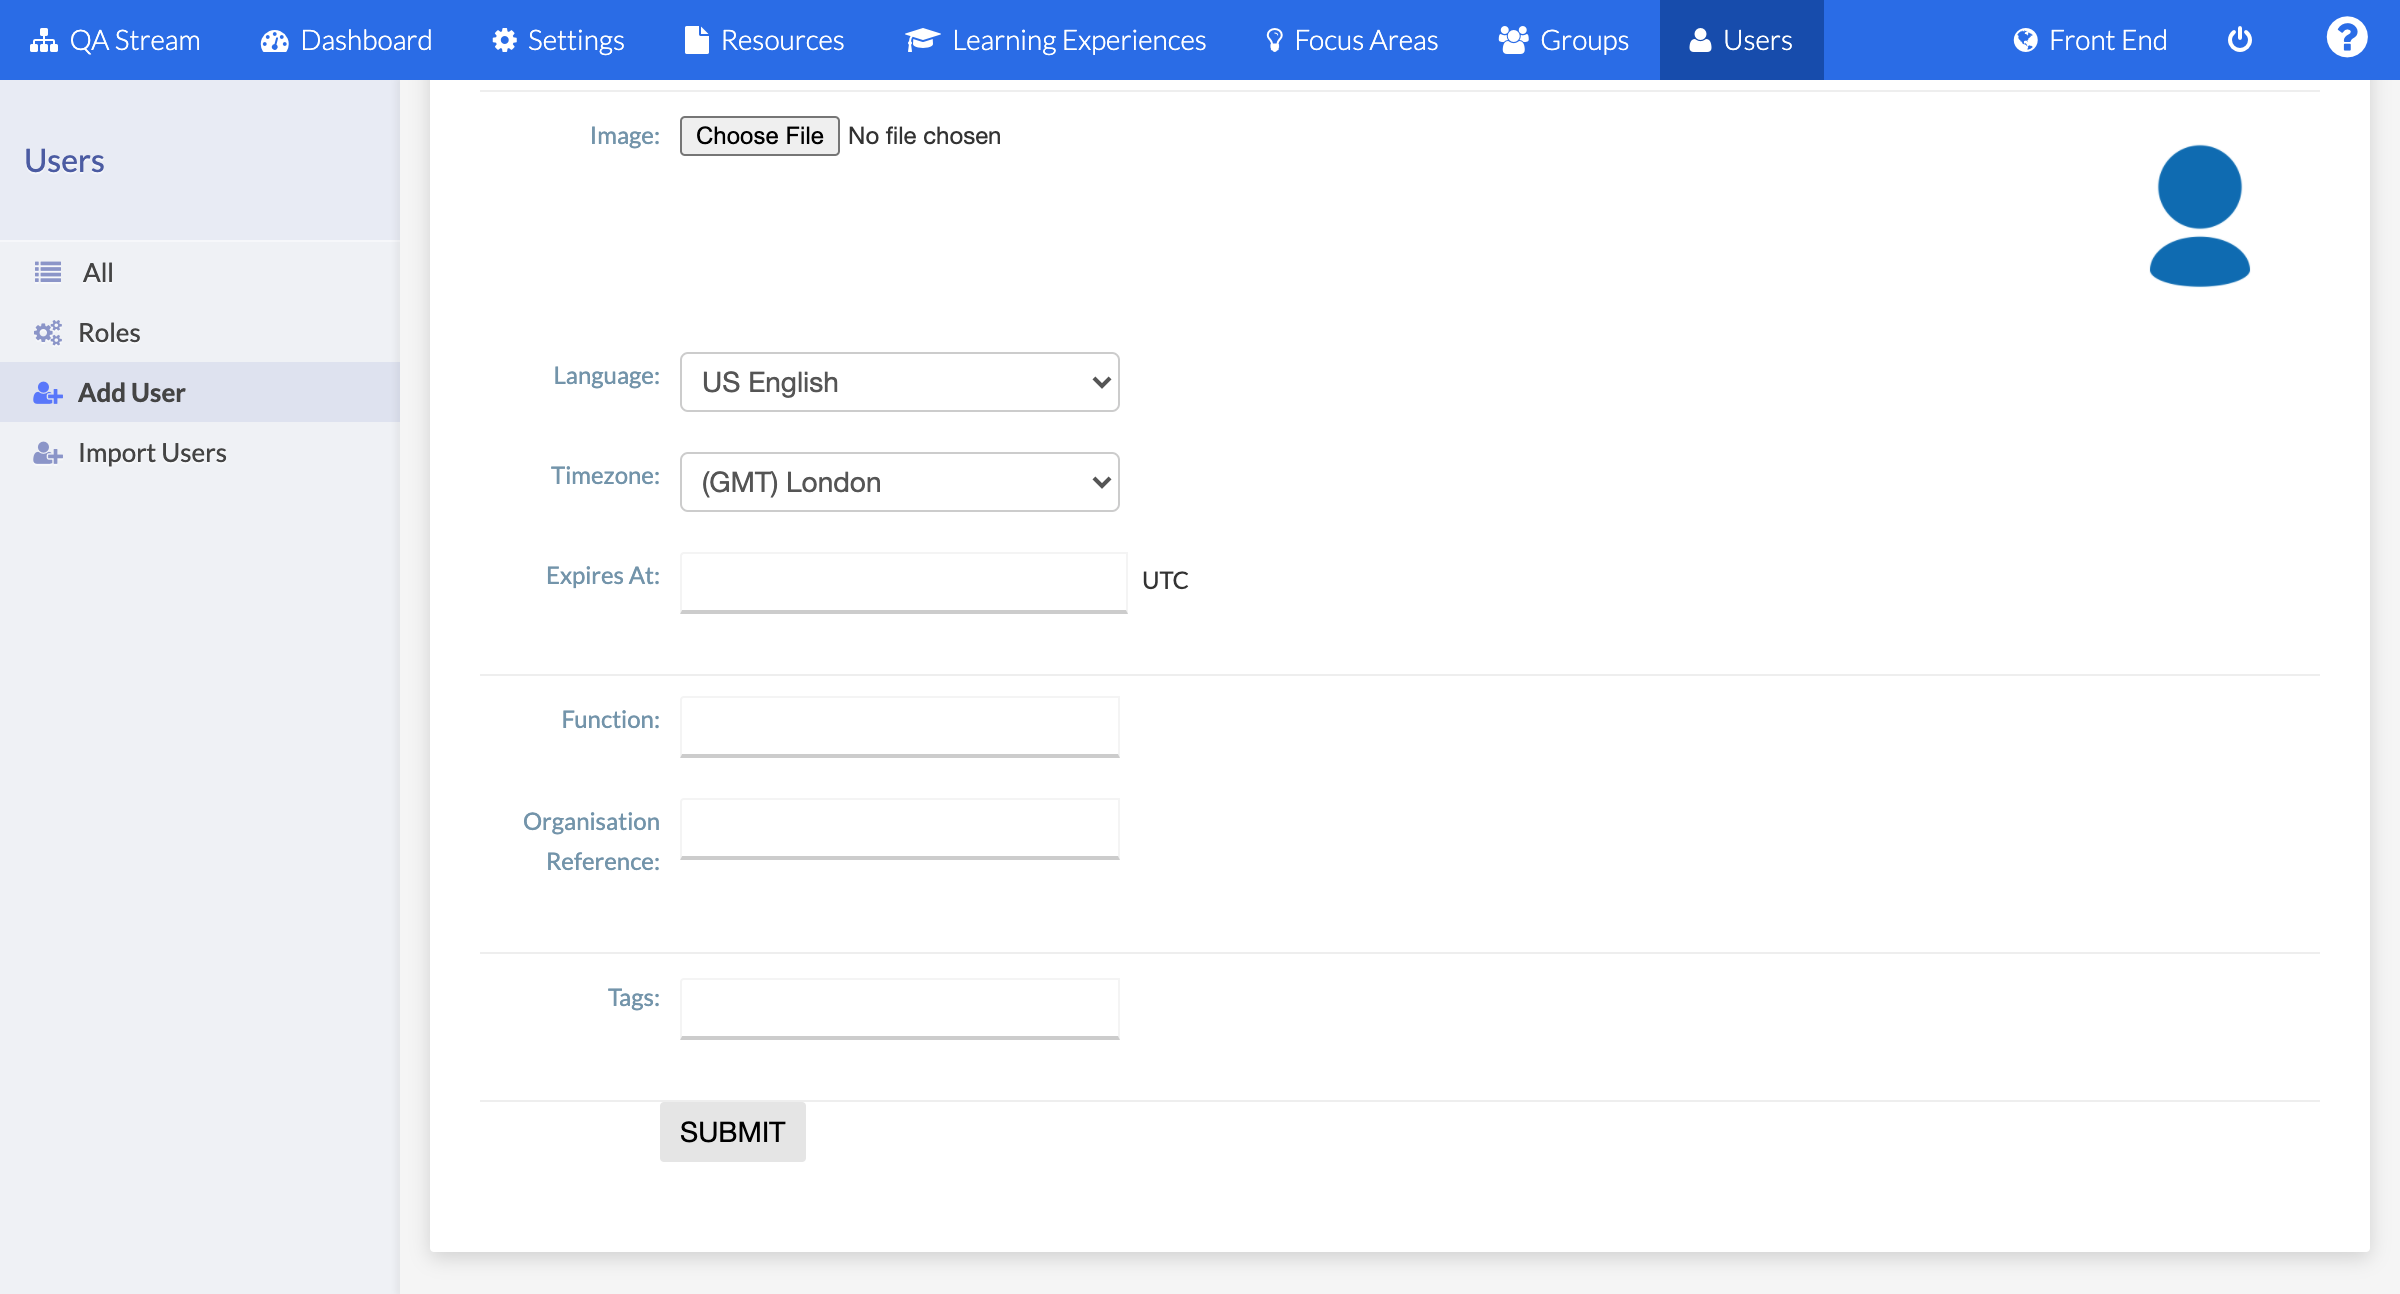 QA Stream Dashboard Settings Resources Learning Experiences Focus Areas Groups Users Front End ?
Users
All
Roles
Add User
Import Users
Image: Choose File No file chosen
Language: US English
Timezone: (GMT) London
Expires At: UTC
Function:
Organisation
Reference:
Tags:
SUBMIT